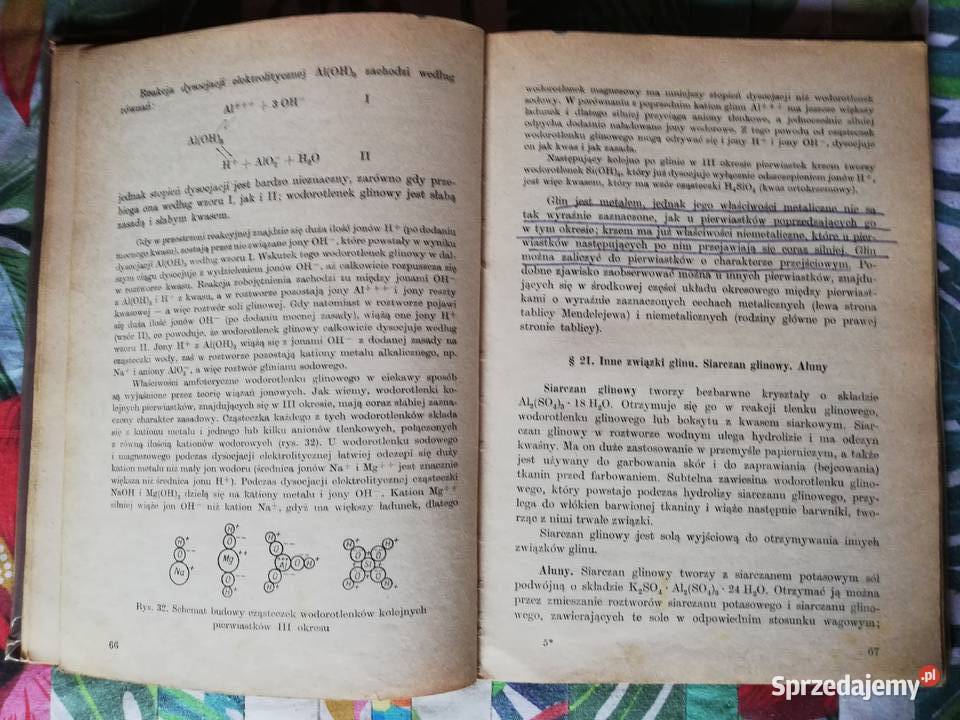 Reakcja dysocjacji elektrolitycznej Al(OH)₃ zachodzi według
równań:
Al⁺⁺⁺ + 3 OH⁻ I
Al(OH)₃
H⁺ + AlO₂⁻ + H₂O II
jednak stopień dysocjacji jest bardzo nieznaczny, zarówno gdy prze-
biega ona według wzoru I, jak i II; wodorotlenek glinowy jest słabą
zasadą i słabym kwasem.
Gdy w przestrzeni reakcyjnej znajdzie się duża ilość jonów H⁺ (po dodaniu
mocnego kwasu), zostają przez nie związane jony OH⁻, które powstały w wyniku
dysocjacji Al(OH)₃ według wzoru I. Wskutek tego wodorotlenek glinowy w dal-
szym ciągu dysocjuje z wydzieleniem jonów OH⁻, aż całkowicie rozpuszcza się
w roztworze kwasu. Reakcja zobojętnienia zachodzi tu między jonami OH⁻
z Al(OH)₃ i H⁺ z kwasu, a w roztworze pozostają jony Al⁺⁺⁺ i jony reszty
kwasowej — a więc roztwór soli glinowej. Gdy natomiast w roztworze pojawi
się duża ilość jonów OH⁻ (po dodaniu mocnej zasady), wiążą one jony H⁺
(wzór II), co powoduje, że wodorotlenek glinowy całkowicie dysocjuje według
wzoru II. Jony H⁺ z Al(OH)₃ wiążą się z jonami OH⁻ z dodanej zasady na
cząsteczki wody, zaś w roztworze pozostają kationy metalu alkalicznego, np.
Na⁺ i aniony AlO₂⁻, a więc roztwór glinianu sodowego.
Właściwości amfoteryczne wodorotlenku glinowego w ciekawy sposób
są wyjaśnione przez teorię wiązań jonowych. Jak wiemy, wodorotlenki ko-
lejnych pierwiastków, znajdujących się w III okresie, mają coraz słabiej zazna-
czony charakter zasadowy. Cząsteczka każdego z tych wodorotlenków składa
się z kationu metalu i jednego lub kilku anionów tlenkowych, połączonych
z równą ilością kationów wodorowych (rys. 32). U wodorotlenku sodowego
i magnezowego podczas dysocjacji elektrolitycznej łatwiej odczepi się duży
kation metalu niż mały jon wodoru (średnica jonów Na⁺ i Mg⁺⁺ jest znacznie
większa niż średnica jonu H⁺). Podczas dysocjacji elektrolitycznej cząsteczki
NaOH i Mg(OH)₂ dzielą się na kationy metalu i jony OH⁻. Kation Mg⁺⁺
silniej wiąże jon OH⁻ niż kation Na⁺, gdyż ma większy ładunek, dlatego
Rys. 32. Schemat budowy cząsteczek wodorotlenków kolejnych
pierwiastków III okresu
66
wodorotlenek magnezowy ma mniejszy stopień dysocjacji niż wodorotlenek
sodowy. W porównaniu z poprzednim kation glinu Al⁺⁺⁺ ma jeszcze większy
ładunek i dlatego silniej przyciąga aniony tlenkowe, a jednocześnie silniej
odpycha dodatnio naładowane jony wodorowe. Z tego powodu od cząsteczek
wodorotlenku glinowego mogą odrywać się i jony H⁺ i jony OH⁻, dysocjuje
on jak kwas i jak zasada.
Następujący kolejno po glinie w III okresie pierwiastek krzem tworzy
wodorotlenek Si(OH)₄, który już dysocjuje wyłącznie odszczepieniem jonów H⁺,
jest więc kwasem, który ma wzór cząsteczki H₄SiO₄ (kwas ortokrzemowy).
Glin jest metalem, jednak jego właściwości metaliczne nie są
tak wyraźnie zaznaczone, jak u pierwiastków poprzedzających go
w tym okresie; krzem ma już właściwości niemetaliczne, które u pier-
wiastków następujących po nim przejawiają się coraz silniej. Glin
można zaliczyć do pierwiastków o charakterze przejściowym. Po-
dobne zjawisko zaobserwować można u innych pierwiastków, znajdu-
jących się w środkowej części układu okresowego między pierwiast-
kami o wyraźnie zaznaczonych cechach metalicznych (lewa strona
tablicy Mendelejewa) i niemetalicznych (rodziny główne po prawej
stronie tablicy).
§ 21. Inne związki glinu. Siarczan glinowy. Ałuny
Siarczan glinowy tworzy bezbarwne kryształy o składzie
Al₂(SO₄)₃ · 18 H₂O. Otrzymuje się go w reakcji tlenku glinowego,
wodorotlenku glinowego lub boksytu z kwasem siarkowym. Siar-
czan glinowy w roztworze wodnym ulega hydrolizie i ma odczyn
kwaśny. Ma on duże zastosowanie w przemyśle papierniczym, a także
jest używany do garbowania skór i do zaprawiania (bejcowania)
tkanin przed farbowaniem. Subtelna zawiesina wodorotlenku glino-
wego, który powstaje podczas hydrolizy siarczanu glinowego, przy-
lega do włókien barwionej tkaniny i wiąże następnie barwniki, two-
rząc z nimi trwałe związki.
Siarczan glinowy jest solą wyjściową do otrzymywania innych
związków glinu.
Ałuny. Siarczan glinowy tworzy z siarczanem potasowym sól
podwójną o składzie K₂SO₄ · Al₂(SO₄)₃ · 24 H₂O. Otrzymać ją można
przez zmieszanie roztworów siarczanu potasowego i siarczanu glino-
wego, zawierających te sole w odpowiednim stosunku wagowym;
5*
67
Sprzedajemy.pl